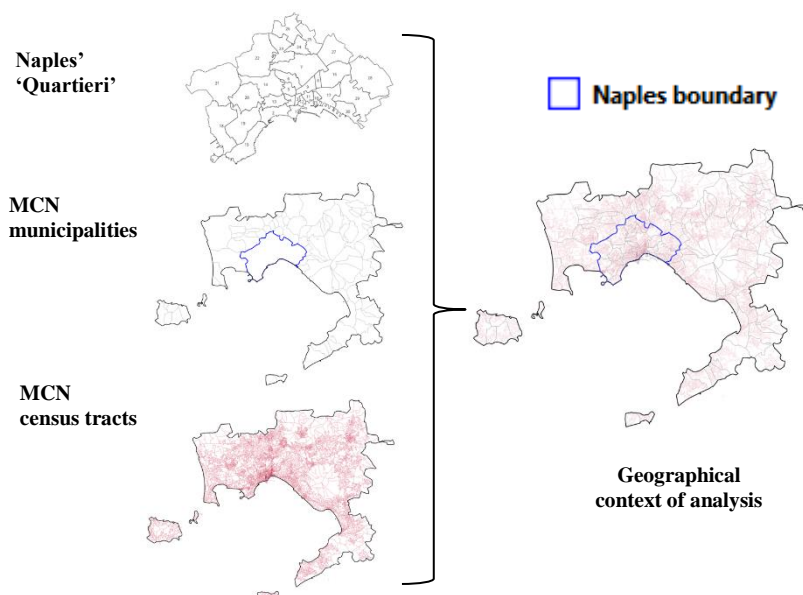 Naples’
‘Quartieri’
Naples boundary
MCN
municipalities
MCN
census tracts
Geographical
context of analysis